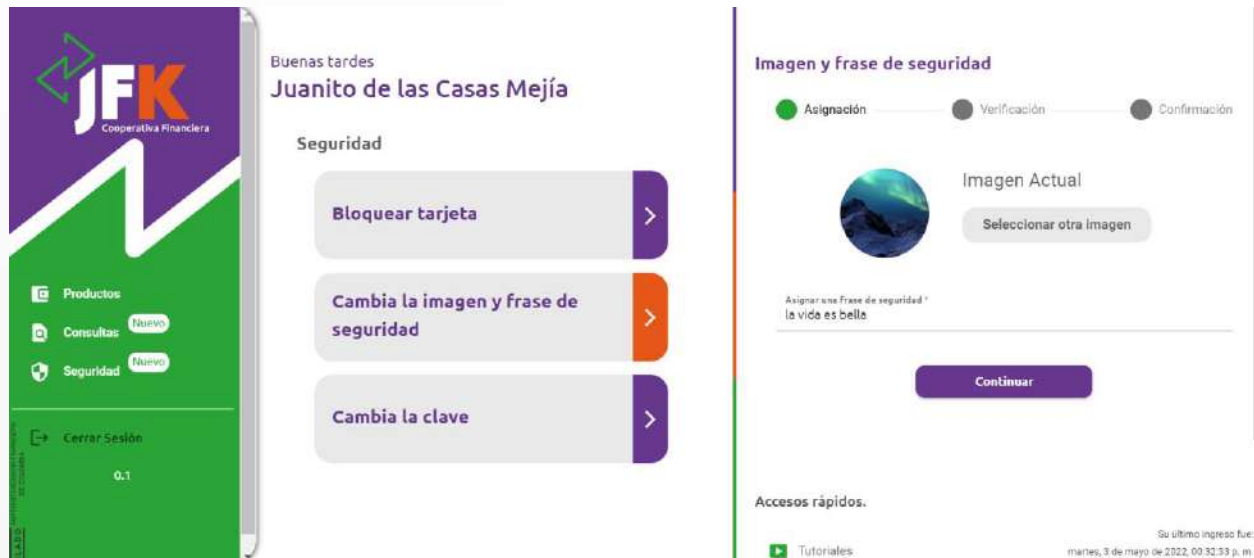 JFK
Cooperativa Financiera
Productos
Consultas
Nuevo
Seguridad
Nuevo
Cerrar Sesión
0.1
Buenas tardes
Juanito de las Casas Mejía
Seguridad
Bloquear tarjeta
Cambia la imagen y frase de
seguridad
Cambia la clave
Imagen y frase de seguridad
Asignación
Verificación
Confirmación
Imagen Actual
Seleccionar otra imagen
Asignar una Frase de seguridad *
la vida es bella
Continuar
Accesos rápidos.
Tutoriales
Su último ingreso fue:
martes, 3 de mayo de 2022, 03:32:33 p. m.